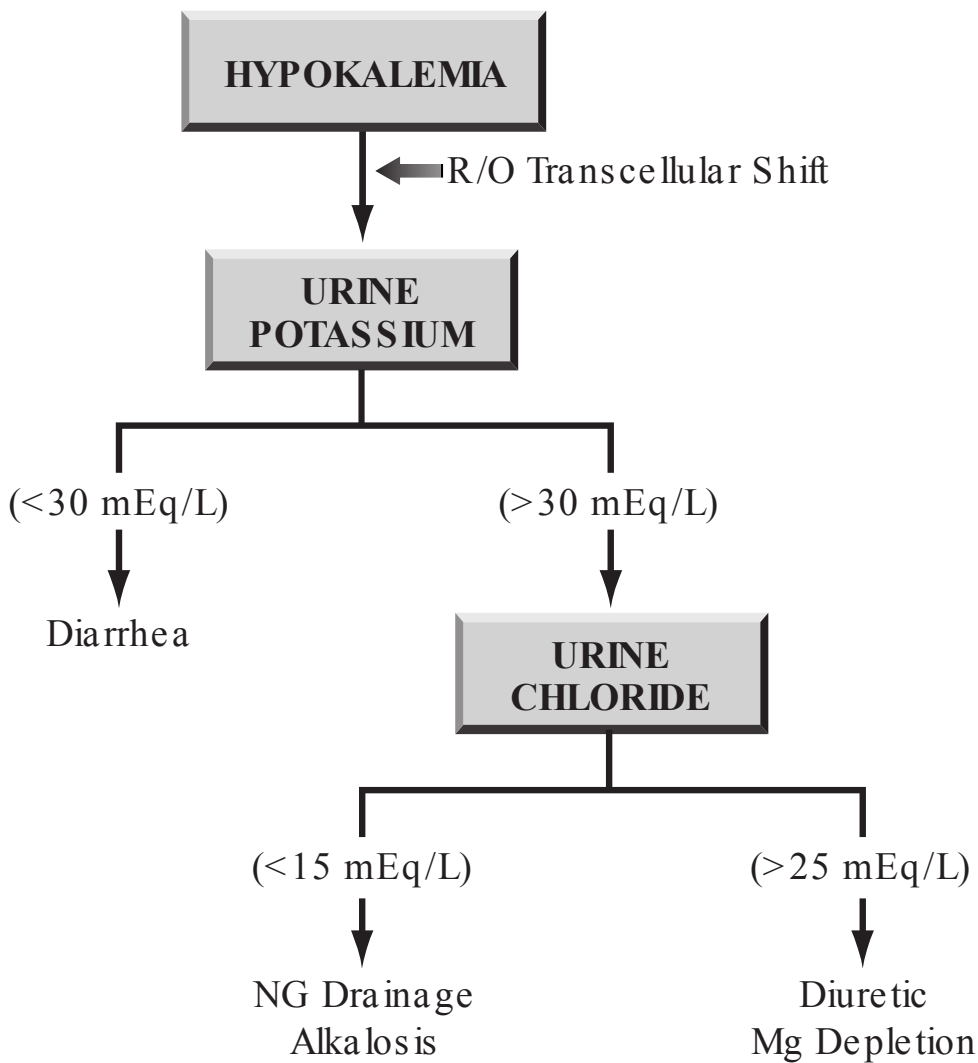 HYPOKALEMIA
R/O Transcellular Shift
URINE
POTASSIUM
(<30 mEq/L)
(>30 mEq/L)
Diarrhea
URINE
CHLORIDE
(<15 mEq/L)
(>25 mEq/L)
NG Drainage
Alkalosis
Diuretic
Mg Depletion